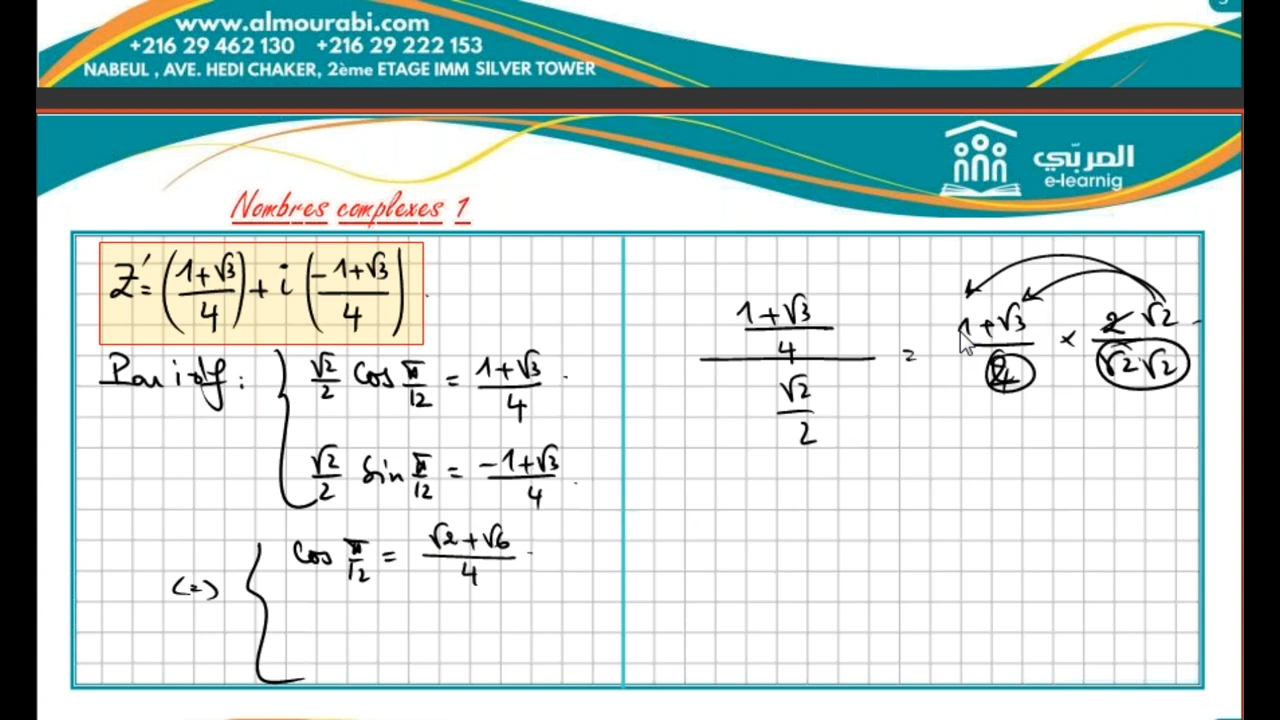 www.almourabi.com
+216 29 462 130 +216 29 222 153
NABEUL , AVE. HEDI CHAKER, 2ème ETAGE IMM SILVER TOWER
المربّي
e-learnig
Nombres complexes 1
Z' = ((1+√3)/4) + i ((-1+√3)/4) .
Par idf : { √2/2 cos π/12 = (1+√3)/4 .
√2/2 sin π/12 = (-1+√3)/4 .
(=) { cos π/12 = (√2+√6)/4 .
((1+√3)/4)/(√2/2) = (1+√3)/4 × (2 √2)/(√2 √2)